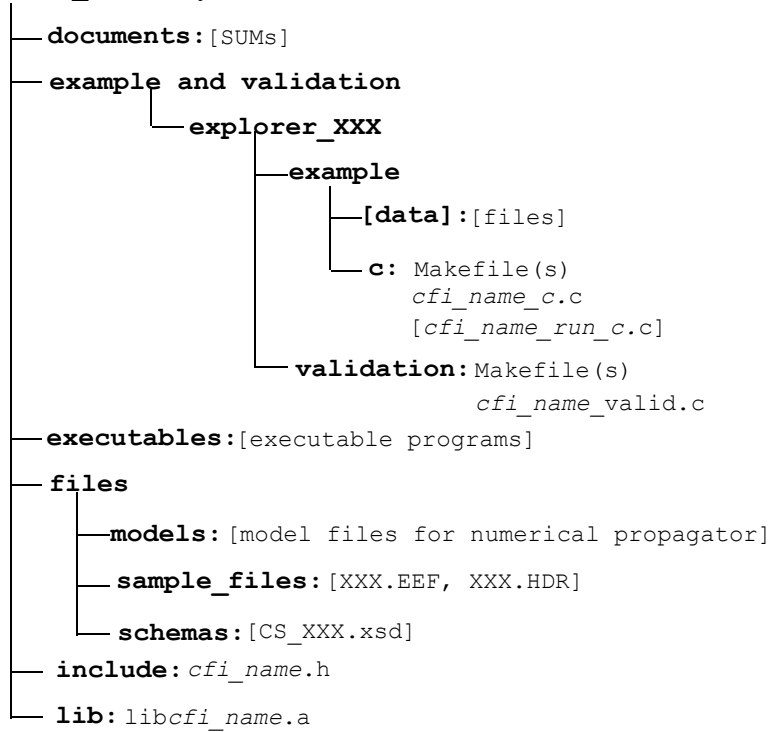 documents:[SUMs]
example and validation
explorer_XXX
example
[data]:[files]
c: Makefile(s)
cfi_name_c.c
[cfi_name_run_c.c]
validation: Makefile(s)
cfi_name_valid.c
executables:[executable programs]
files
models:[model files for numerical propagator]
sample_files:[XXX.EEF, XXX.HDR]
schemas:[CS_XXX.xsd]
include: cfi_name.h
lib: libcfi_name.a